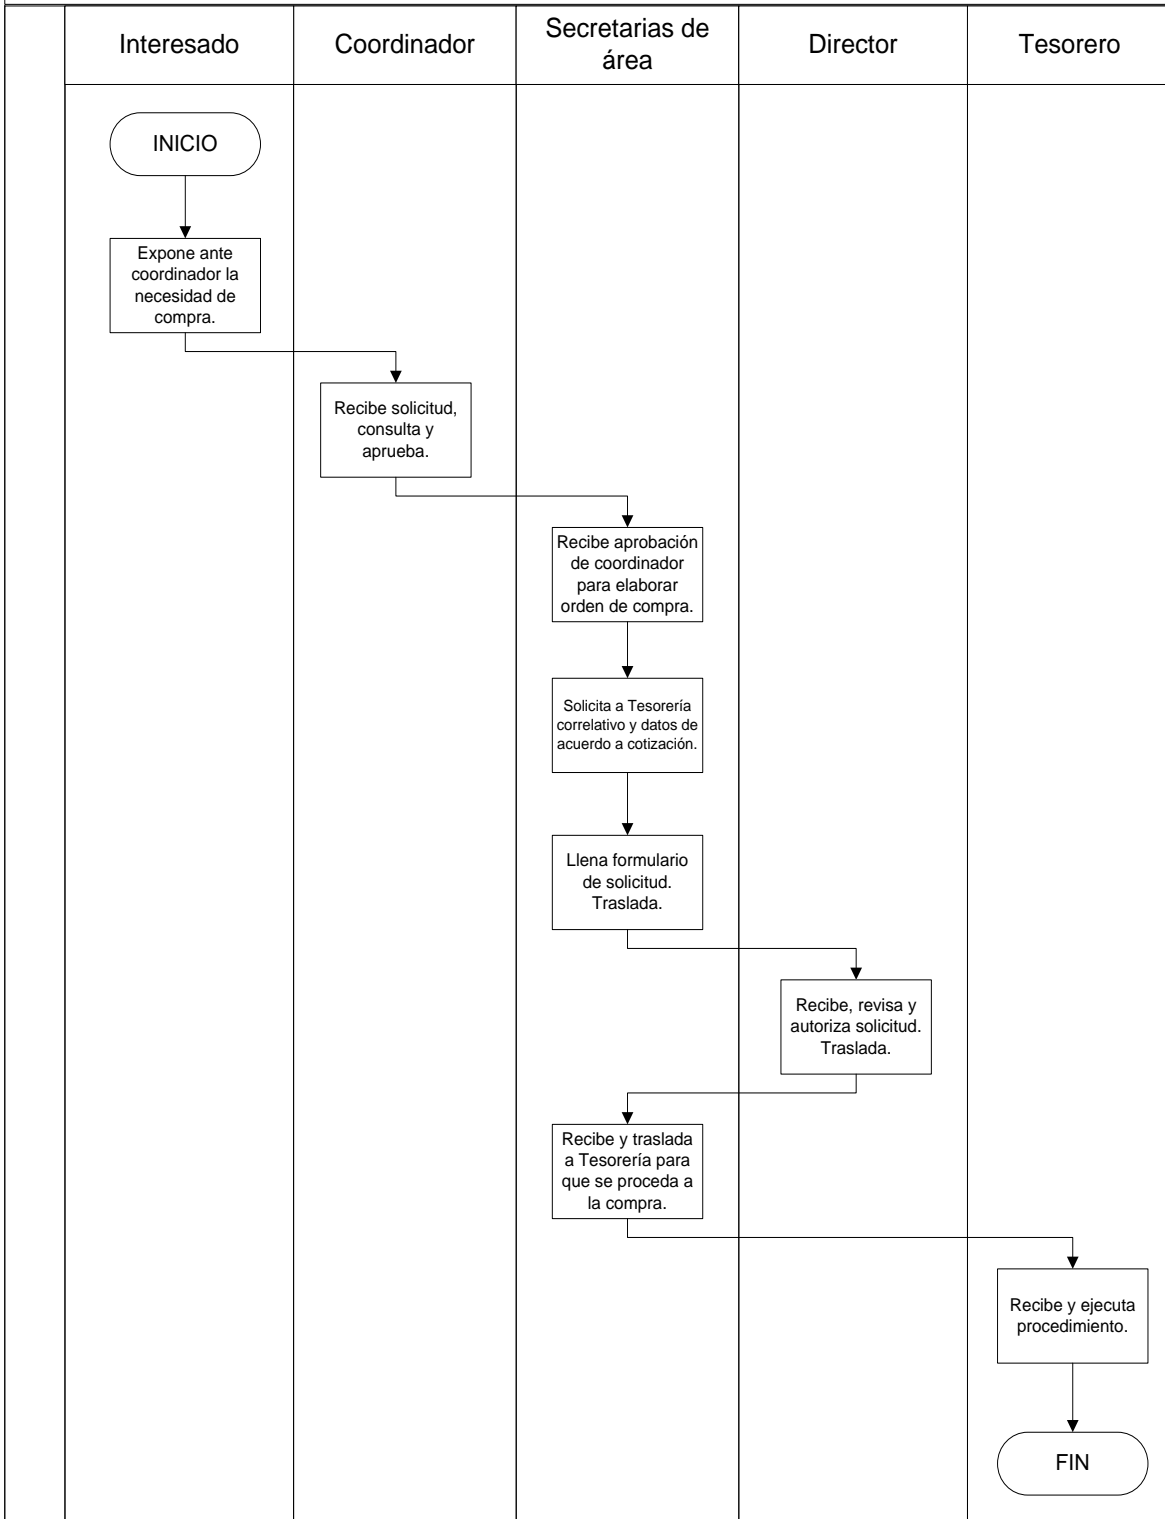 Interesado
Coordinador
Secretarias de
área
Director
Tesorero
INICIO
Expone ante
coordinador la
necesidad de
compra.
Recibe solicitud,
consulta y
aprueba.
Recibe aprobación
de coordinador
para elaborar
orden de compra.
Solicita a Tesorería
correlativo y datos de
acuerdo a cotización.
Llena formulario
de solicitud.
Traslada.
Recibe, revisa y
autoriza solicitud.
Traslada.
Recibe y traslada
a Tesorería para
que se proceda a
la compra.
Recibe y ejecuta
procedimiento.
FIN